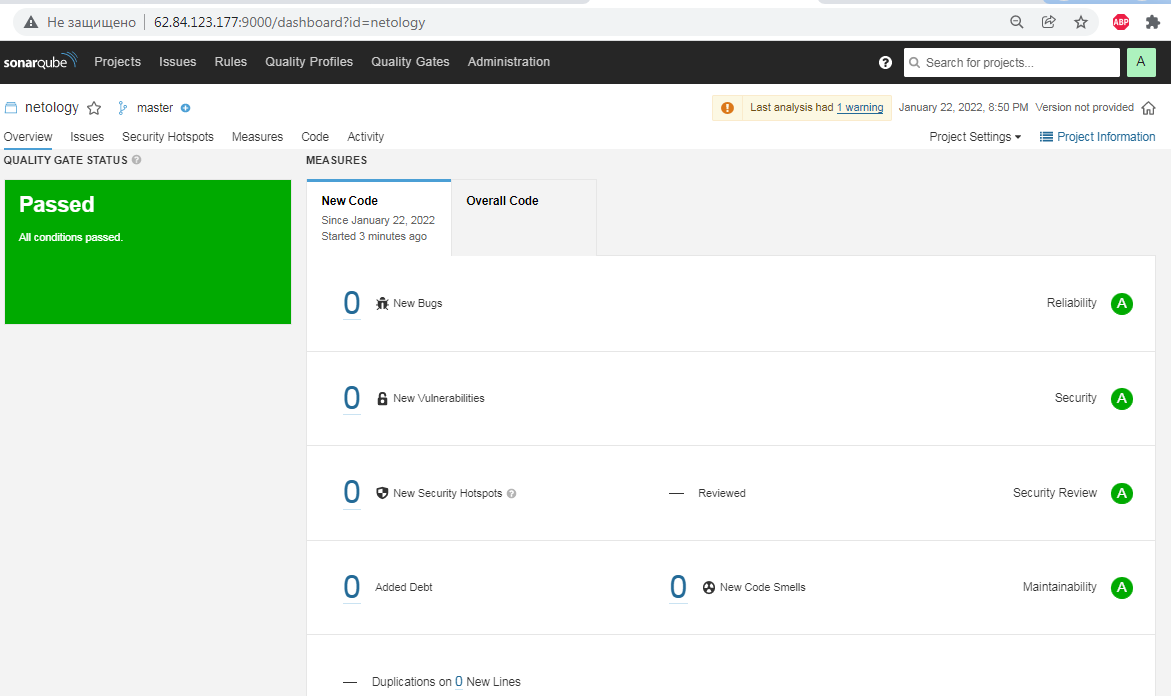 Не защищено 62.84.123.177:9000/dashboard?id=netology ABP
sonarqube Projects Issues Rules Quality Profiles Quality Gates Administration ? Search for projects... A
netology master Last analysis had 1 warning January 22, 2022, 8:50 PM Version not provided
Overview Issues Security Hotspots Measures Code Activity Project Settings Project Information
QUALITY GATE STATUS ? MEASURES
Passed
All conditions passed.
New Code
Since January 22, 2022
Started 3 minutes ago
Overall Code
0 New Bugs Reliability A
0 New Vulnerabilities Security A
0 New Security Hotspots ? — Reviewed Security Review A
0 Added Debt 0 New Code Smells Maintainability A
— Duplications on 0 New Lines